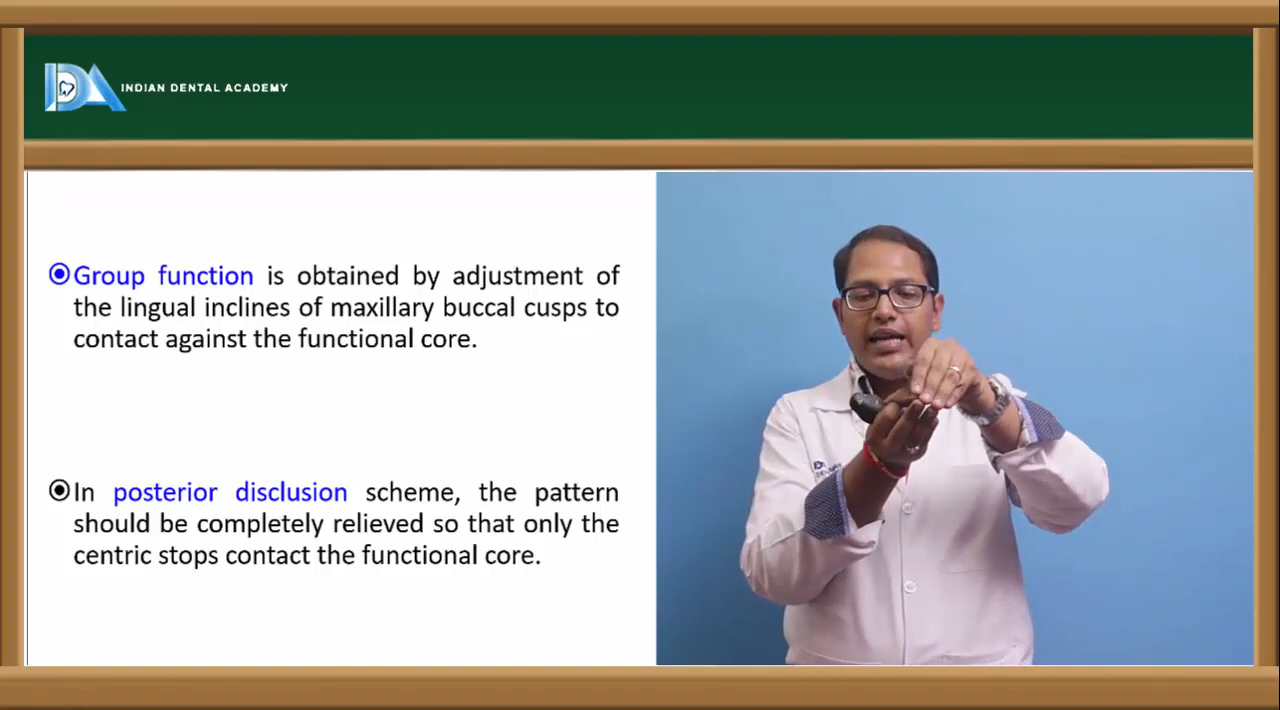 INDIAN DENTAL ACADEMY
Group function is obtained by adjustment of
the lingual inclines of maxillary buccal cusps to
contact against the functional core.
In posterior disclusion scheme, the pattern
should be completely relieved so that only the
centric stops contact the functional core.